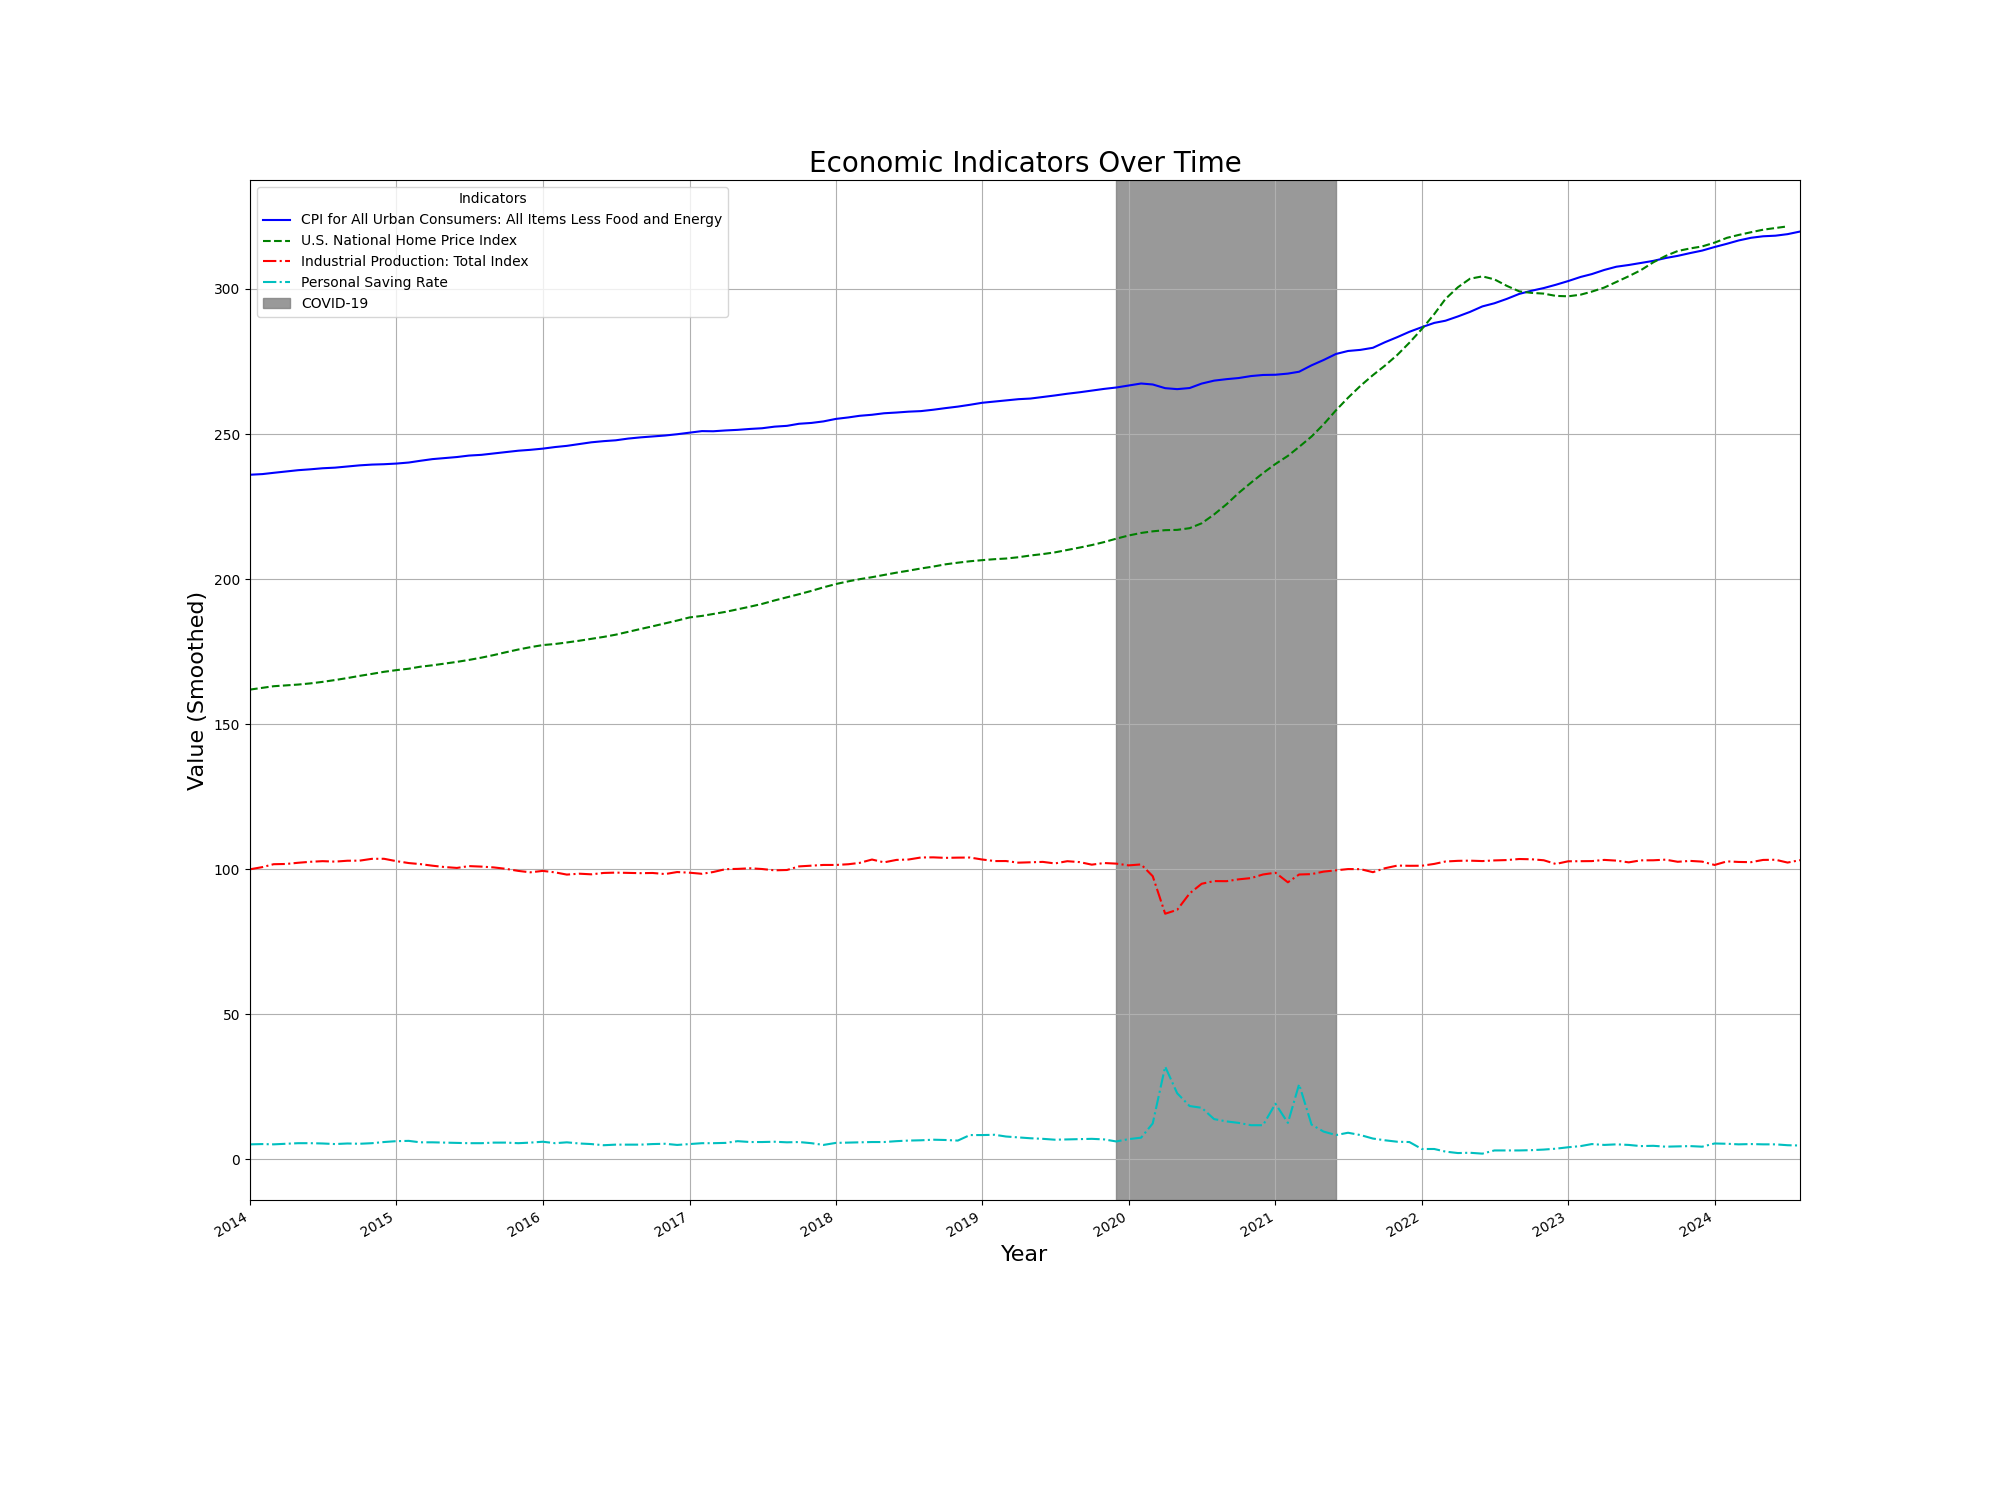 Economic Indicators Over Time
Indicators
CPI for All Urban Consumers: All Items Less Food and Energy
U.S. National Home Price Index
Industrial Production: Total Index
Personal Saving Rate
COVID-19
Value (Smoothed)
300
250
200
150
100
50
0
2014
2015
2016
2017
2018
2019
2020
2021
2022
2023
2024
Year